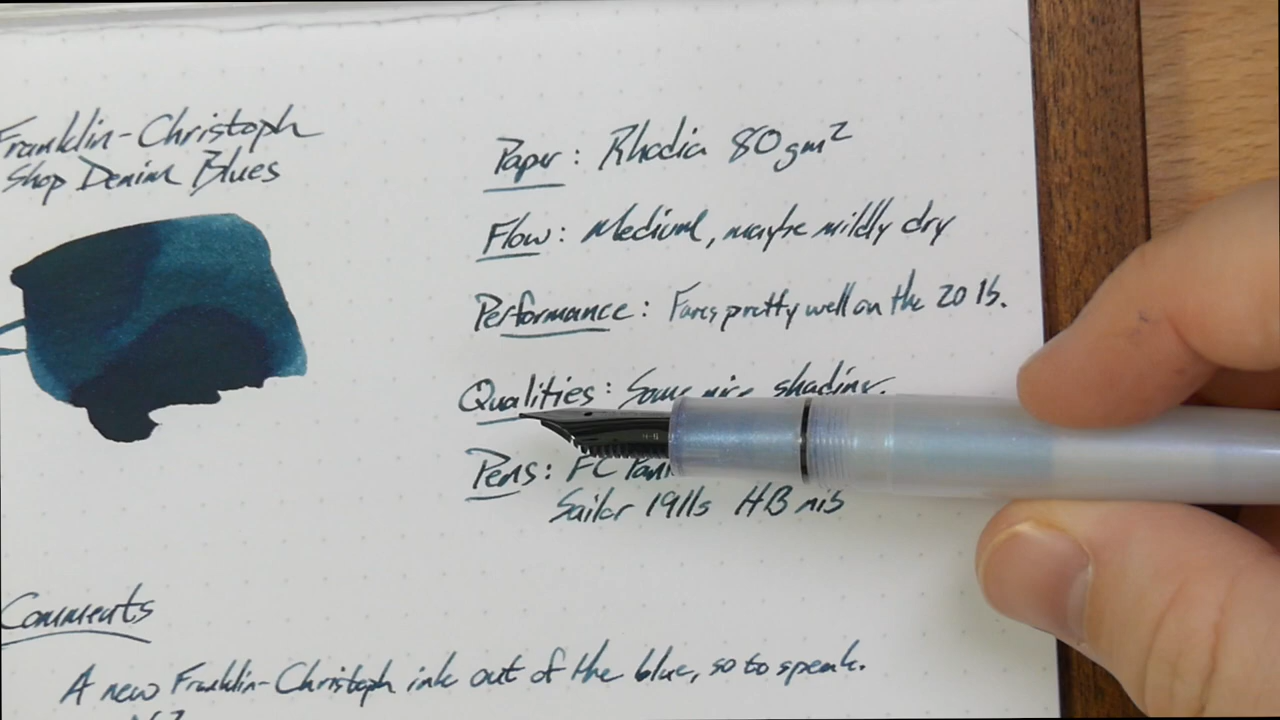 Franklin-Christoph
Shop Denim Blues
Paper: Rhodia 80gm²
Flow: Medium, maybe mildly dry
Performance: Fares pretty well on the 20 lb.
Qualities: Some nice shading.
Pens: FC
Sailor 1911s HB nib
Comments
A new Franklin-Christoph ink out of the blue, so to speak.